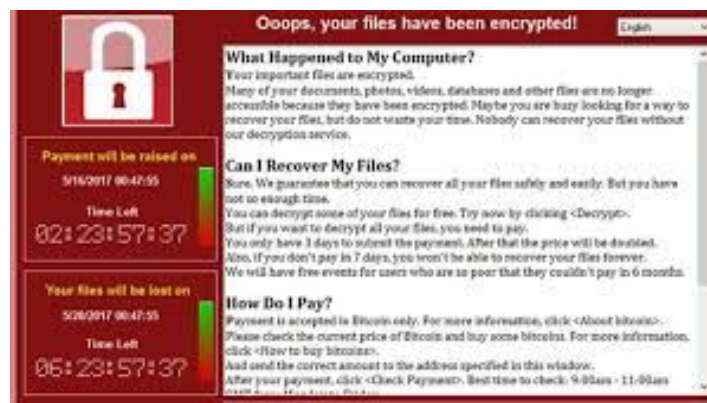 Ooops, your files have been encrypted!
English
What Happened to My Computer?
Your important files are encrypted.
Many of your documents, photos, videos, databases and other files are no longer
accessible because they have been encrypted. Maybe you are busy looking for a way to
recover your files, but do not waste your time. Nobody can recover your files without
our decryption service.
Payment will be raised on
5/16/2017 00:47:55
Time Left
02:23:57:37
Can I Recover My Files?
Sure. We guarantee that you can recover all your files safely and easily. But you have
not so enough time.
You can decrypt some of your files for free. Try now by clicking <Decrypt>.
But if you want to decrypt all your files, you need to pay.
You only have 3 days to submit the payment. After that the price will be doubled.
Also, if you don't pay in 7 days, you won't be able to recover your files forever.
We will have free events for users who are so poor that they couldn't pay in 6 months.
Your files will be lost on
5/20/2017 00:47:55
Time Left
06:23:57:37
How Do I Pay?
Payment is accepted in Bitcoin only. For more information, click <About bitcoin>.
Please check the current price of Bitcoin and buy some bitcoins. For more information,
click <How to buy bitcoins>.
And send the correct amount to the address specified in this window.
After your payment, click <Check Payment>. Best time to check: 9:00am - 11:00am